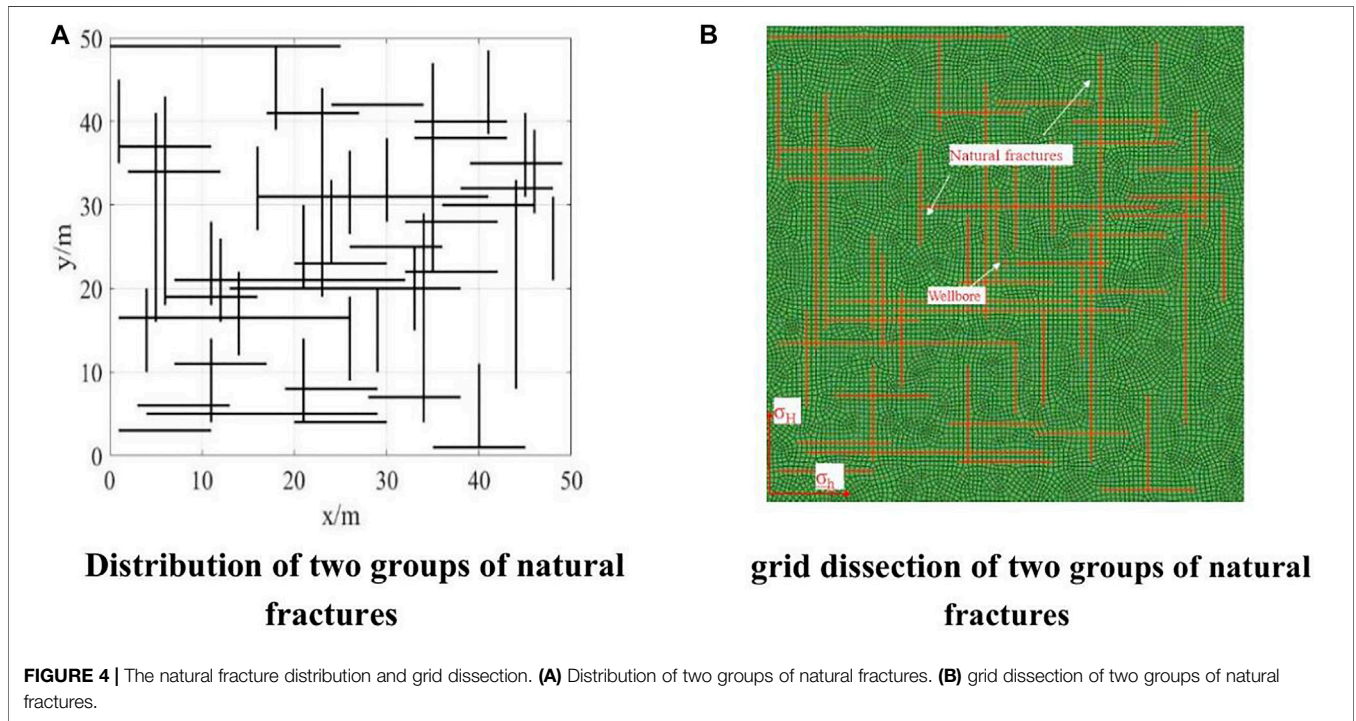 A
50
40
30
20
10
0
y/m
0 10 20 30 40 50
x/m
Distribution of two groups of natural
fractures
B
Natural fractures
Wellbore
σH
σh
grid dissection of two groups of natural
fractures
FIGURE 4 | The natural fracture distribution and grid dissection. (A) Distribution of two groups of natural fractures. (B) grid dissection of two groups of natural
fractures.